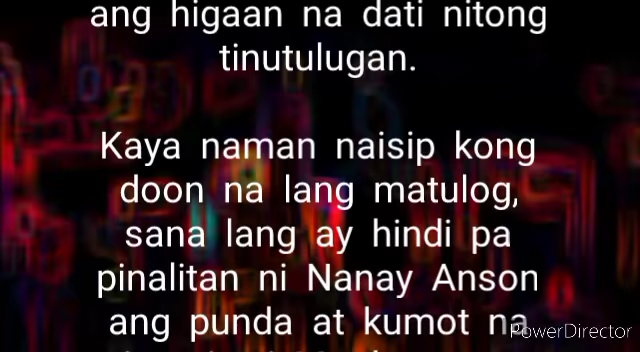 ang higaan na dati nitong
tinutulugan.
Kaya naman naisip kong
doon na lang matulog,
sana lang ay hindi pa
pinalitan ni Nanay Anson
ang punda at kumot na
PowerDirector